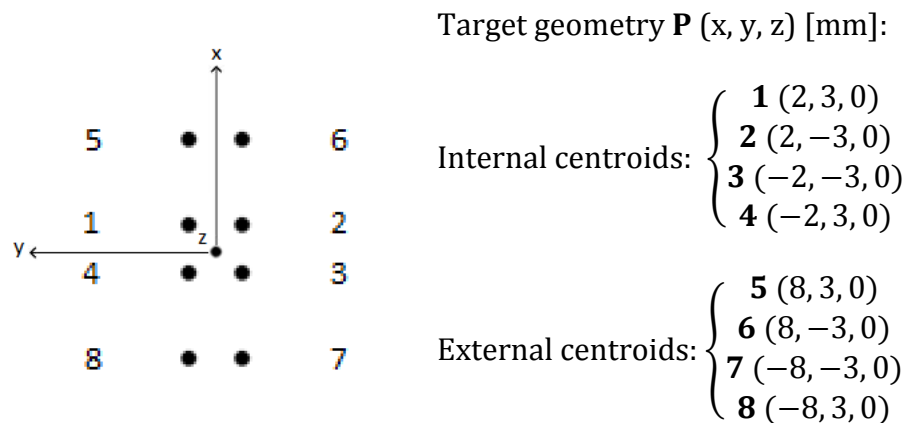 Target geometry P (x, y, z) [mm]:
x
5 6
1 2
y z
4 3
8 7
Internal centroids:
1 (2, 3, 0)
2 (2, −3, 0)
3 (−2, −3, 0)
4 (−2, 3, 0)
External centroids:
5 (8, 3, 0)
6 (8, −3, 0)
7 (−8, −3, 0)
8 (−8, 3, 0)